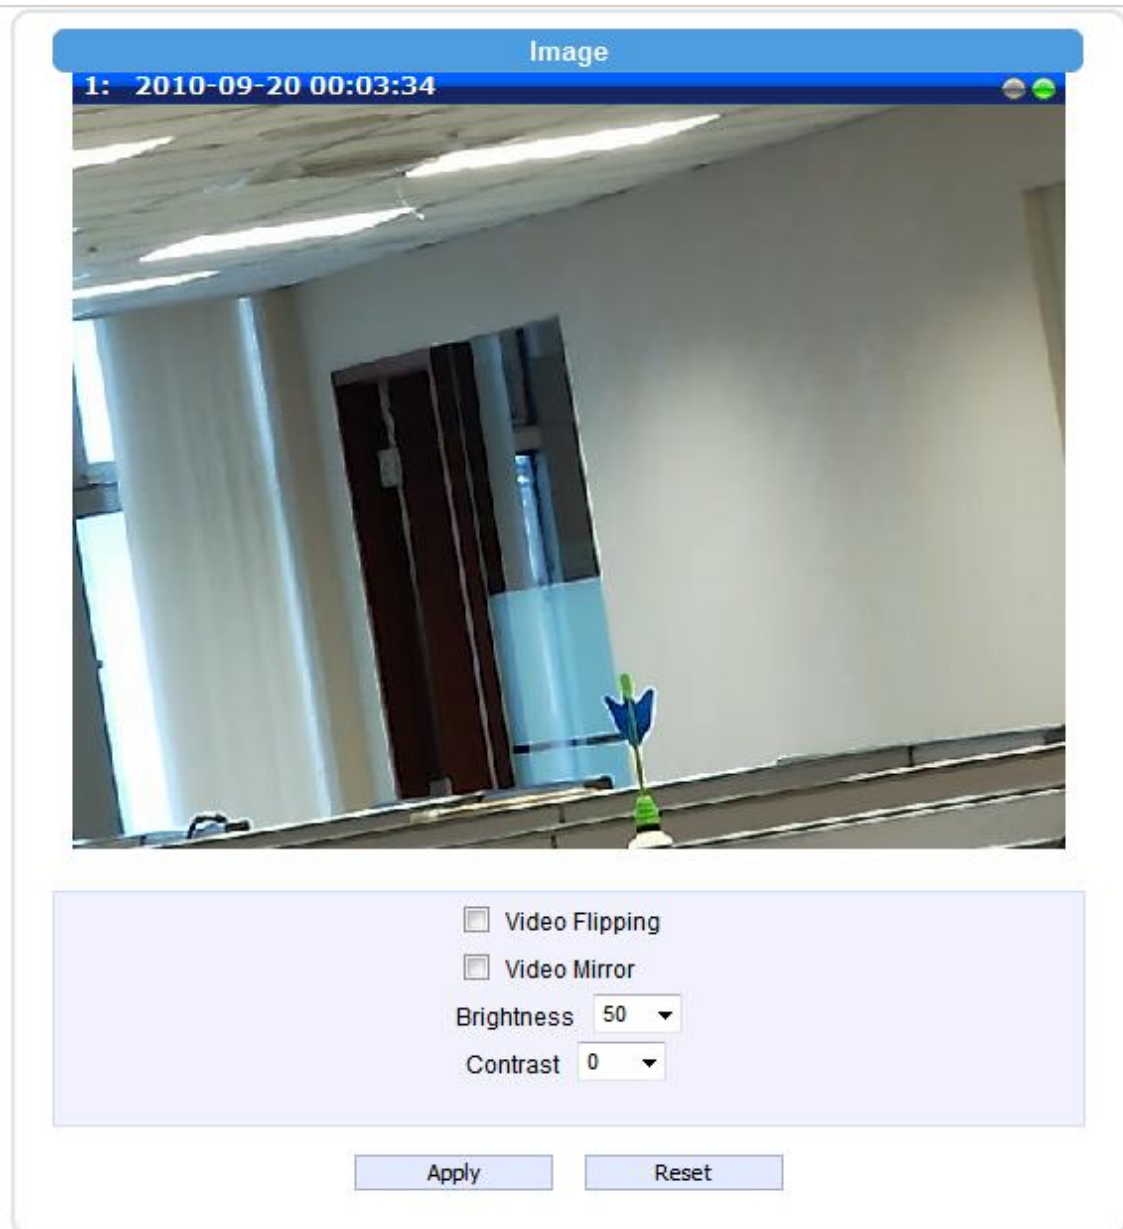 Image
1: 2010-09-20 00:03:34
Video Flipping
Video Mirror
Brightness 50
Contrast 0
Apply Reset